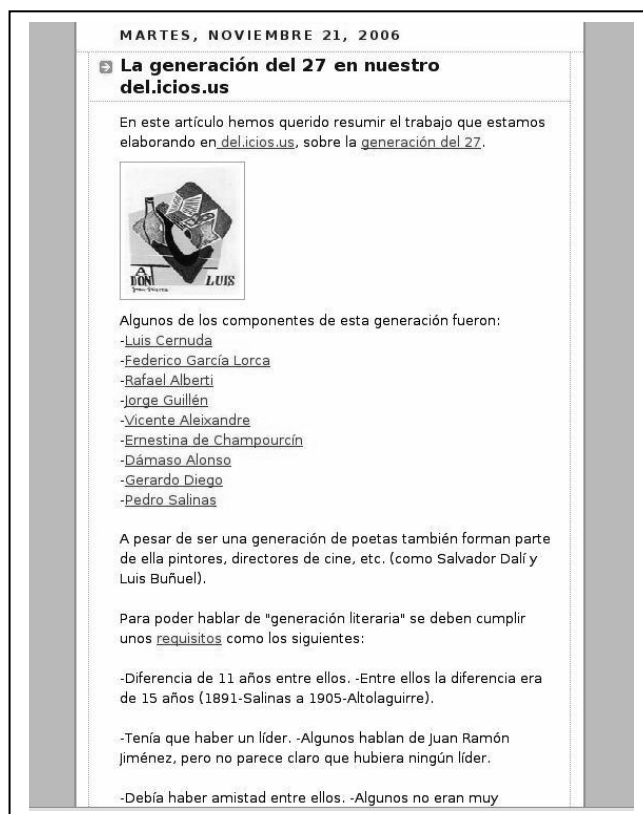 MARTES, NOVIEMBRE 21, 2006
La generación del 27 en nuestro
del.icios.us
En este artículo hemos querido resumir el trabajo que estamos
elaborando en del.icios.us, sobre la generación del 27.
A
DON LUIS
Algunos de los componentes de esta generación fueron:
-Luis Cernuda
-Federico García Lorca
-Rafael Alberti
-Jorge Guillén
-Vicente Aleixandre
-Ernestina de Champourcín
-Dámaso Alonso
-Gerardo Diego
-Pedro Salinas
A pesar de ser una generación de poetas también forman parte
de ella pintores, directores de cine, etc. (como Salvador Dalí y
Luis Buñuel).
Para poder hablar de "generación literaria" se deben cumplir
unos requisitos como los siguientes:
-Diferencia de 11 años entre ellos. -Entre ellos la diferencia era
de 15 años (1891-Salinas a 1905-Altolaguirre).
-Tenía que haber un líder. -Algunos hablan de Juan Ramón
Jiménez, pero no parece claro que hubiera ningún líder.
-Debía haber amistad entre ellos. -Algunos no eran muy